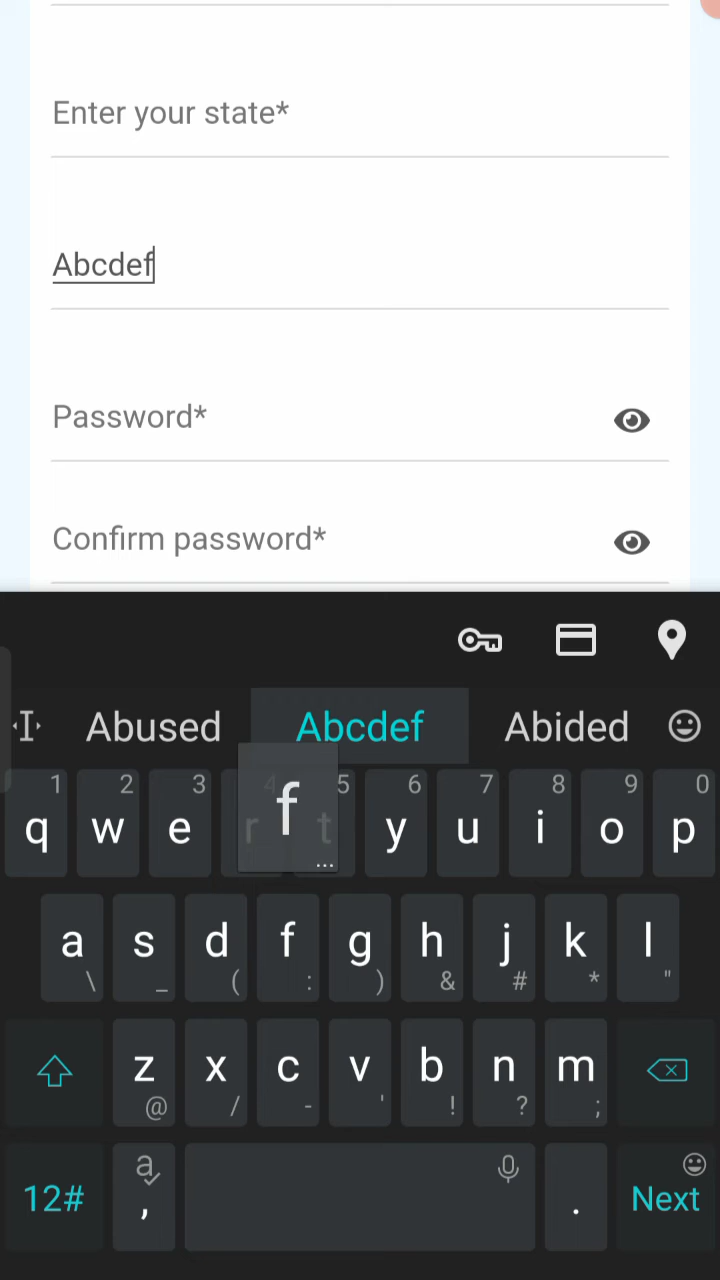 Enter your state*
Abcdef
Password*
Confirm password*
Abused Abcdef Abided
f
...
1 2 3 4 5 6 7 8 9 0
q w e r t y u i o p
a s d f g h j k l
\ _ ( : ) & # * "
z x c v b n m
@ / - ' ! ? ;
12# a , . Next